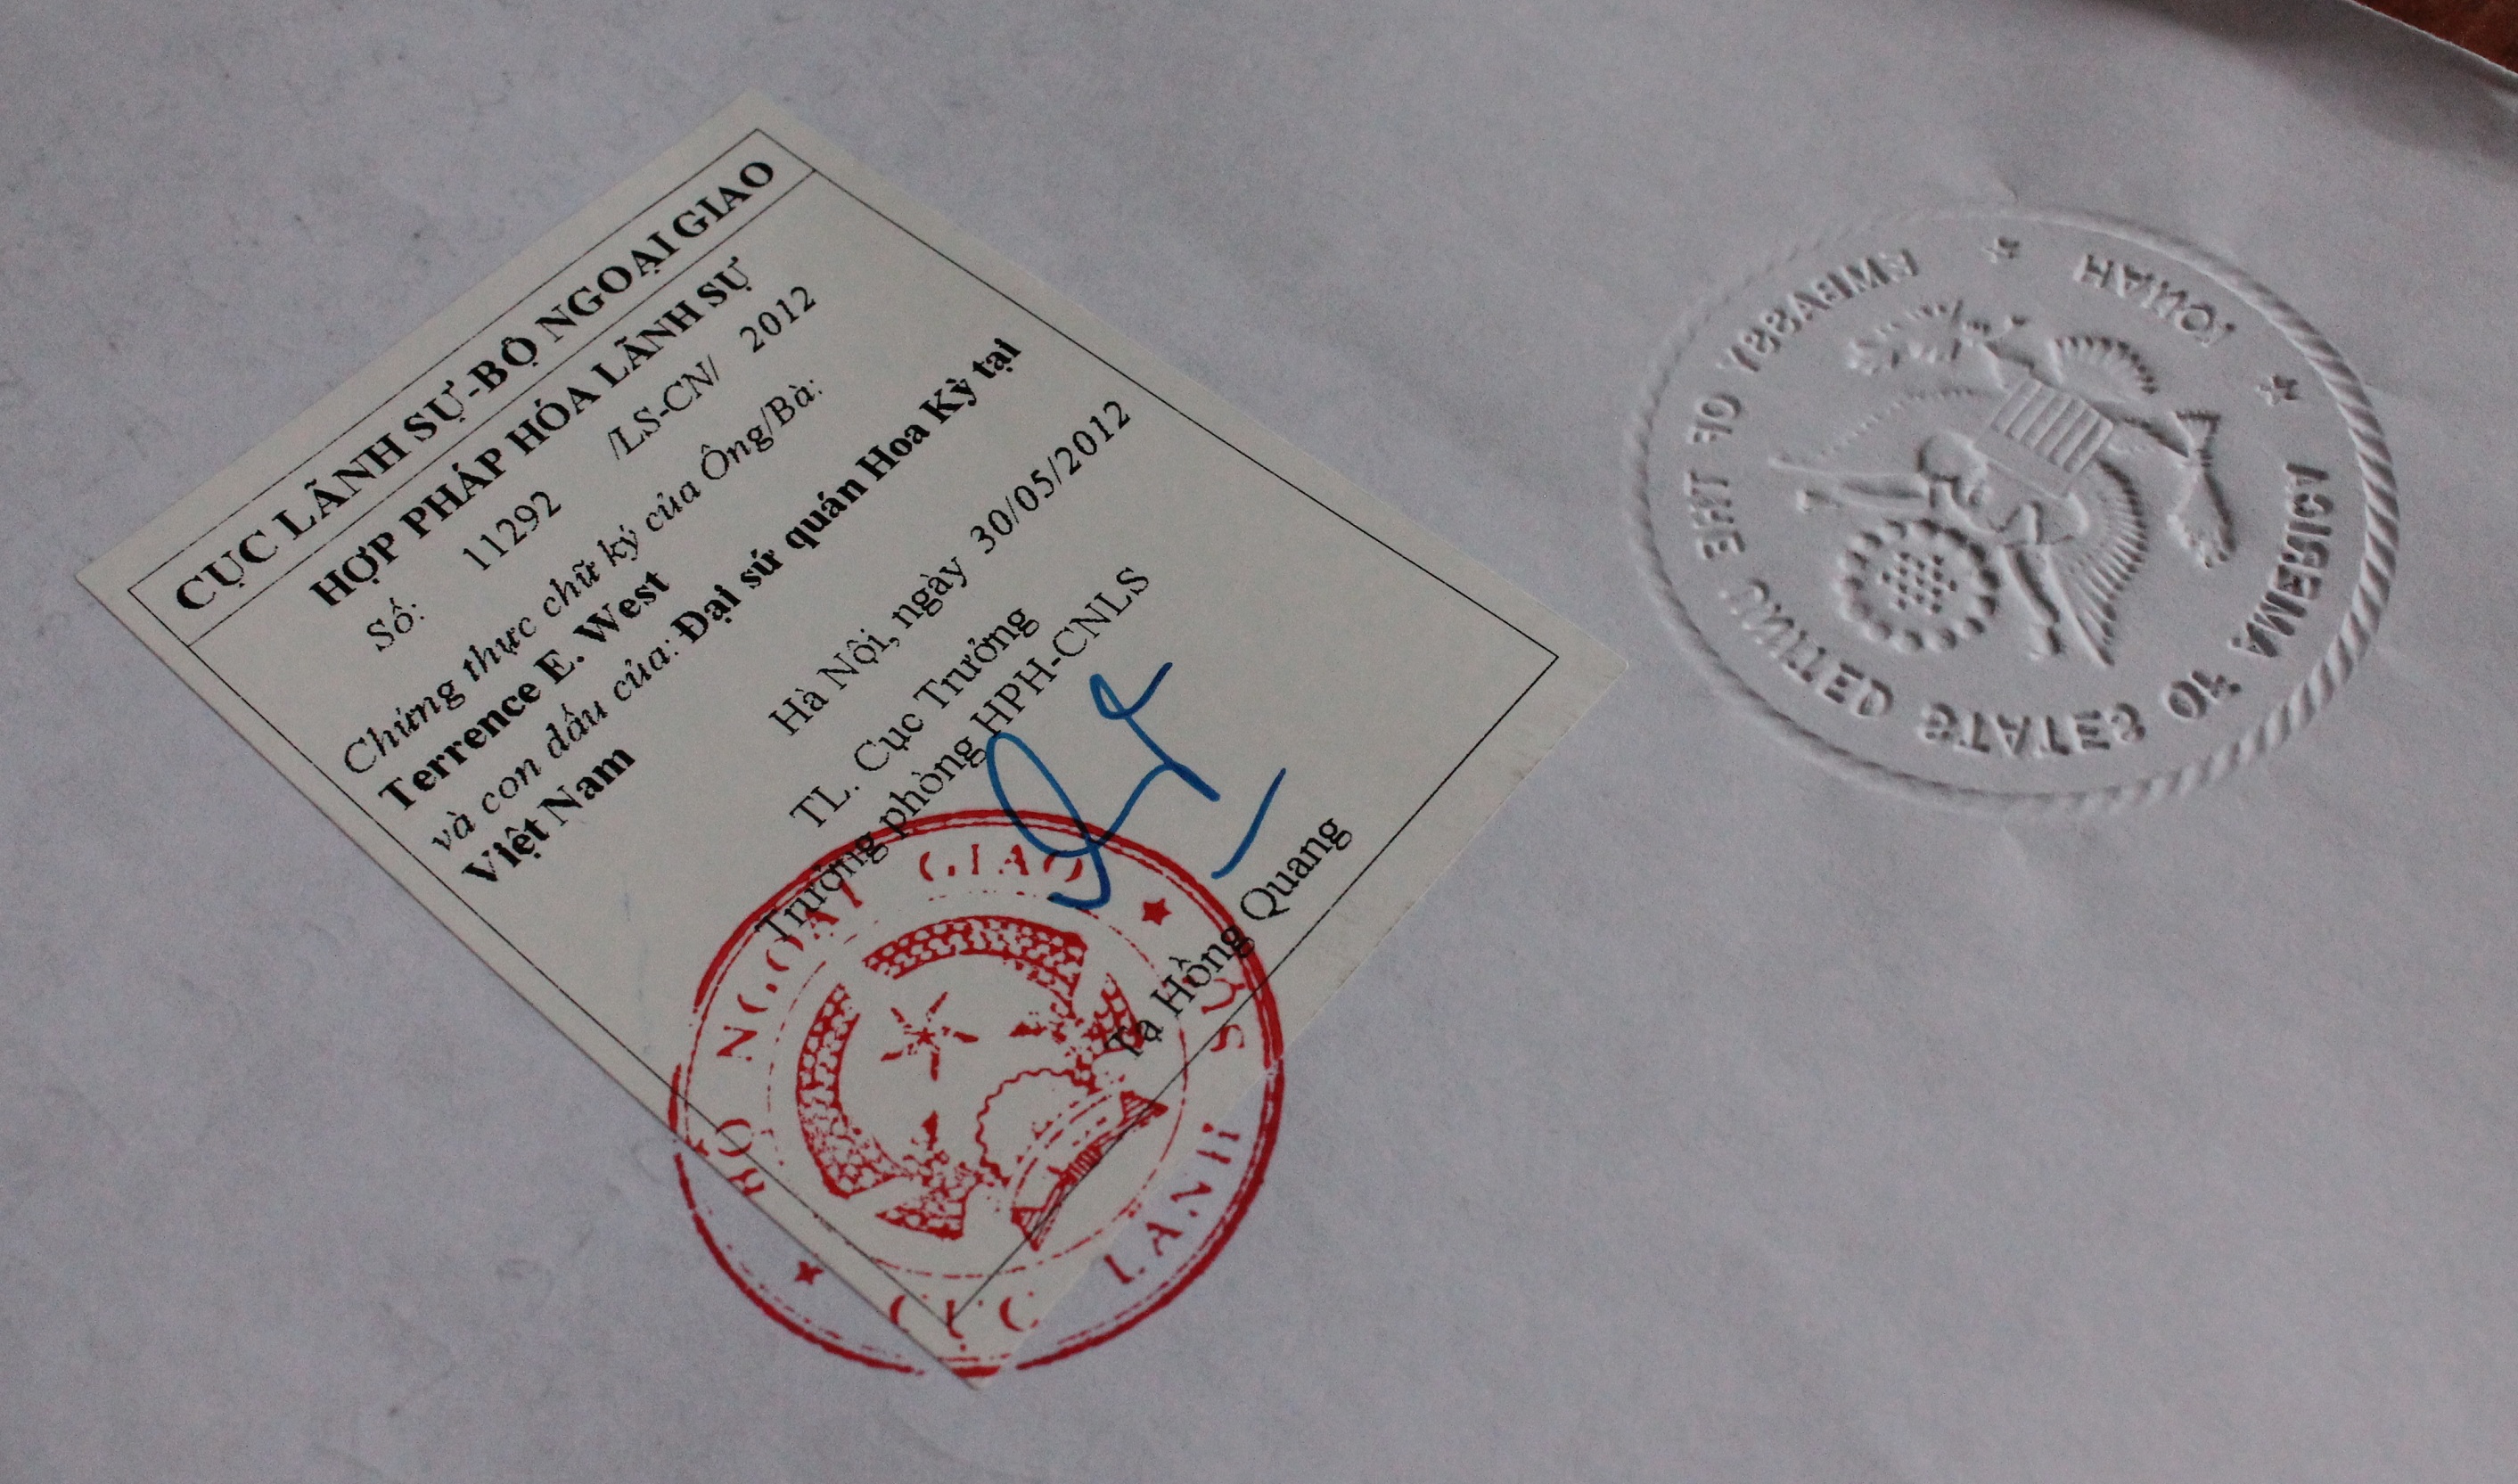 CỤC LÃNH SỰ-BỘ NGOẠI GIAO
HỢP PHÁP HÓA LÃNH SỰ
Số: 11292 /LS-CN/ 2012
Chứng thực chữ ký của Ông/Bà:
Terrence E. West
và con dấu của: Đại sứ quán Hoa Kỳ tại
Việt Nam
Hà Nội, ngày 30/05/2012
TL. Cục Trưởng
Trưởng phòng HPH-CNLS
Tạ Hồng Quang
BỘ NGOẠI GIAO
CỤC LÃNH SỰ
EMBASSY OF THE UNITED STATES OF AMERICA
HANOI